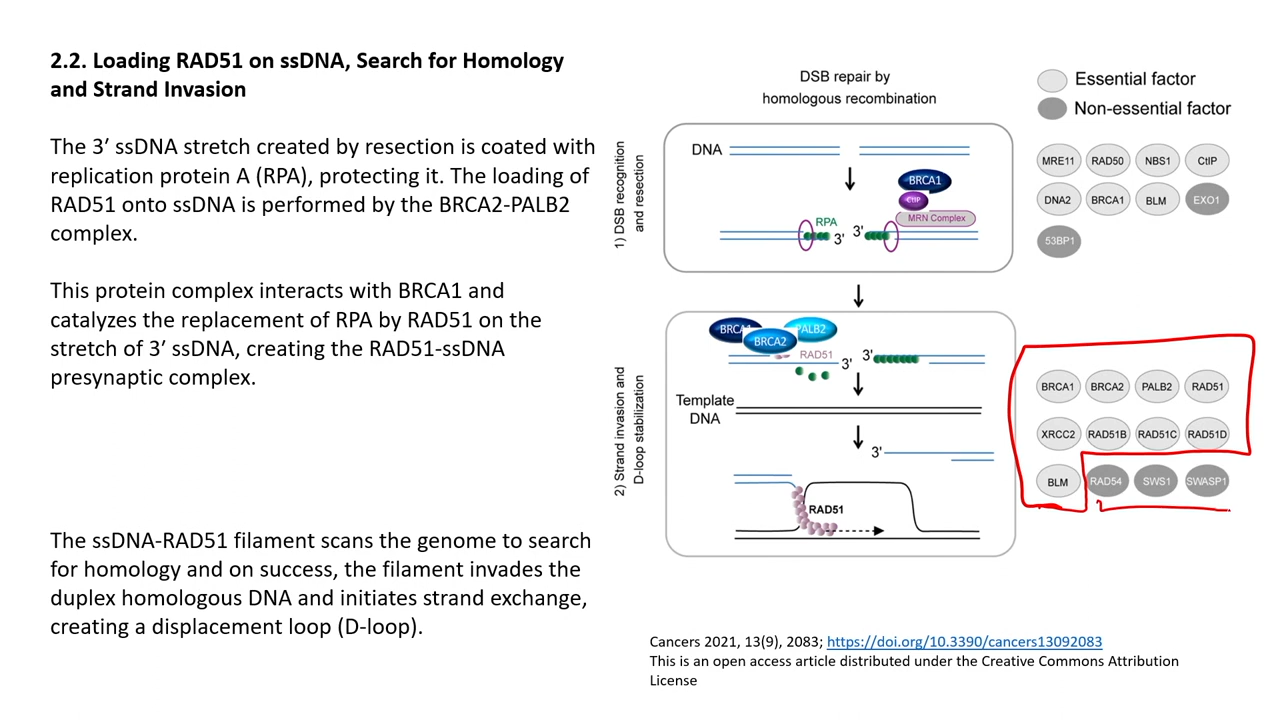 2.2. Loading RAD51 on ssDNA, Search for Homology
and Strand Invasion
The 3′ ssDNA stretch created by resection is coated with
replication protein A (RPA), protecting it. The loading of
RAD51 onto ssDNA is performed by the BRCA2-PALB2
complex.
This protein complex interacts with BRCA1 and
catalyzes the replacement of RPA by RAD51 on the
stretch of 3′ ssDNA, creating the RAD51-ssDNA
presynaptic complex.
The ssDNA-RAD51 filament scans the genome to search
for homology and on success, the filament invades the
duplex homologous DNA and initiates strand exchange,
creating a displacement loop (D-loop).
DSB repair by
homologous recombination
1) DSB recognition
and resection
DNA
BRCA1
CtIP
MRN Complex
RPA
3'
3'
2) Strand invasion and
D-loop stabilization
BRCA1
PALB2
BRCA2
RAD51
3'
3'
Template
DNA
3'
RAD51
Essential factor
Non-essential factor
MRE11 RAD50 NBS1 CtIP
DNA2 BRCA1 BLM EXO1
53BP1
BRCA1 BRCA2 PALB2 RAD51
XRCC2 RAD51B RAD51C RAD51D
BLM RAD54 SWS1 SWASP1
Cancers 2021, 13(9), 2083; https://doi.org/10.3390/cancers13092083
This is an open access article distributed under the Creative Commons Attribution
License